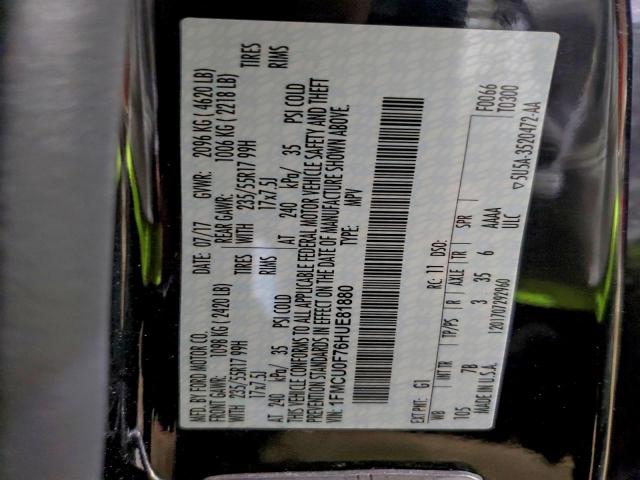 MFD. BY FORD MOTOR CO.
DATE: 07/17 GVWR: 2096 KG ( 4620 LB)
FRONT GAWR: 1098 KG ( 2420 LB) REAR GAWR: 1006 KG ( 2218 LB)
WITH 235/55R17 99H TIRES WITH 235/55R17 99H TIRES
17x7.5J RIMS 17x7.5J RIMS
AT 240 kPa/ 35 PSI COLD AT 240 kPa/ 35 PSI COLD
THIS VEHICLE CONFORMS TO ALL APPLICABLE FEDERAL MOTOR VEHICLE SAFETY AND THEFT
PREVENTION STANDARDS IN EFFECT ON THE DATE OF MANUFACTURE SHOWN ABOVE.
VIN: 1FMCU0F76HUE81880 TYPE: MPV
F0066
T0300
EXT PNT: G1 RC: 11 DSO:
WB INT TR TP/PS R AXLE TR SPR
105 7B 3 35 6 AAAA
MADE IN U.S.A. 12017072929460 ULC
▽5U5A-3520472-AA